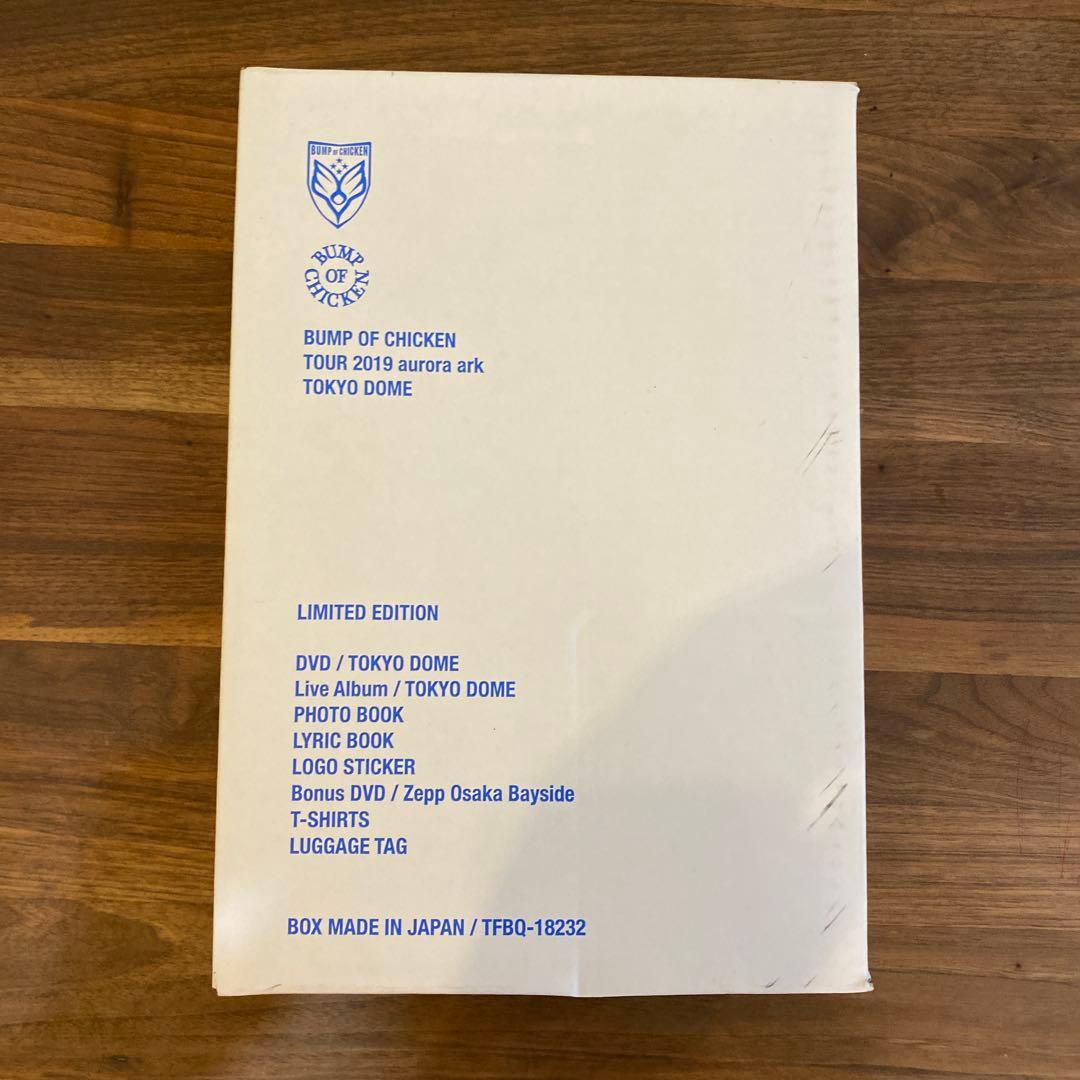 BUMP OF CHICKEN
BUMP
OF
CHICKEN
BUMP OF CHICKEN
TOUR 2019 aurora ark
TOKYO DOME
LIMITED EDITION
DVD / TOKYO DOME
Live Album / TOKYO DOME
PHOTO BOOK
LYRIC BOOK
LOGO STICKER
Bonus DVD / Zepp Osaka Bayside
T-SHIRTS
LUGGAGE TAG
BOX MADE IN JAPAN / TFBQ-18232